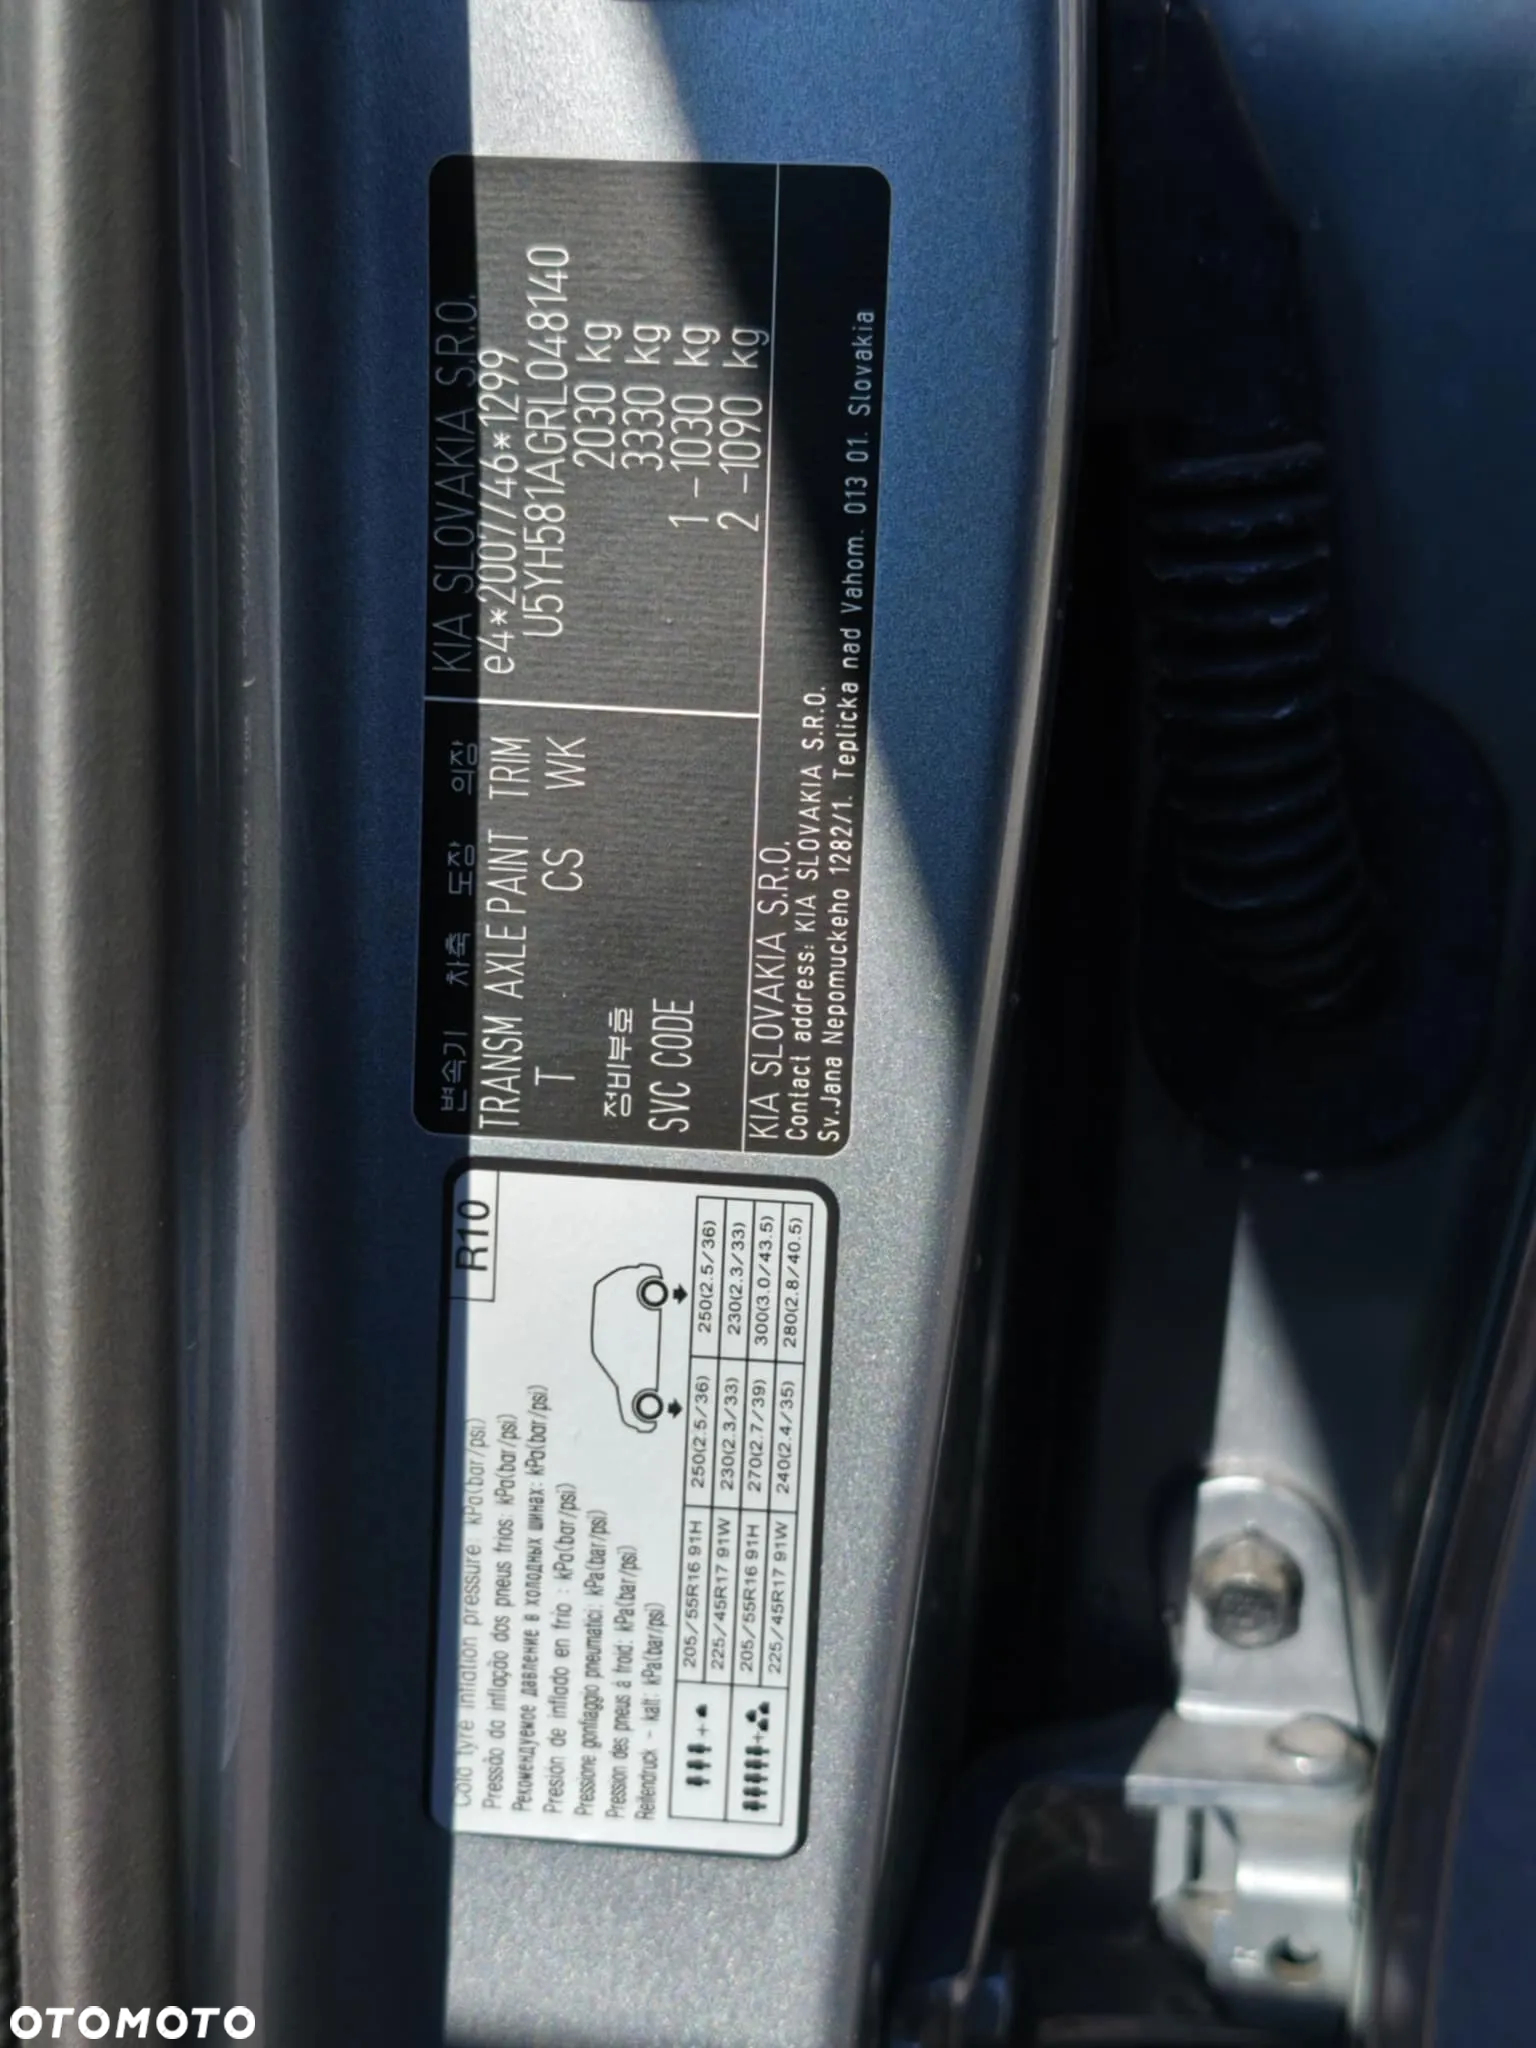 변속기 차축 도장 의장
TRANSM AXLE PAINT TRIM
T CS WK
정비부호
SVC CODE
KIA SLOVAKIA S.R.O.
e4*2007/46*1299
U5YH581AGRL048140
2030 kg
3330 kg
1 - 1030 kg
2 - 1090 kg
KIA SLOVAKIA S.R.O.
Contact address: KIA SLOVAKIA S.R.O.
Sv.Jana Nepomuckeho 1282/1. Teplicka nad Vahom. 013 01. Slovakia
R10
Cold tyre inflation pressure : kPa(bar/psi)
Pressão do inflação dos pneus frios: kPa(bar/psi)
Рекомендуемое давление в холодных шинах: kPa(bar/psi)
Presión de inflado en frio : kPa(bar/psi)
Pressione gonfiaggio pneumatici: kPa(bar/psi)
Pression des pneus à froid: kPa(bar/psi)
Reifendruck - kalt: kPa(bar/psi)
205/55R16 91H 250(2.5/36) 250(2.5/36)
225/45R17 91W 230(2.3/33) 230(2.3/33)
205/55R16 91H 270(2.7/39) 300(3.0/43.5)
225/45R17 91W 240(2.4/35) 280(2.8/40.5)
R
OTOMOTO